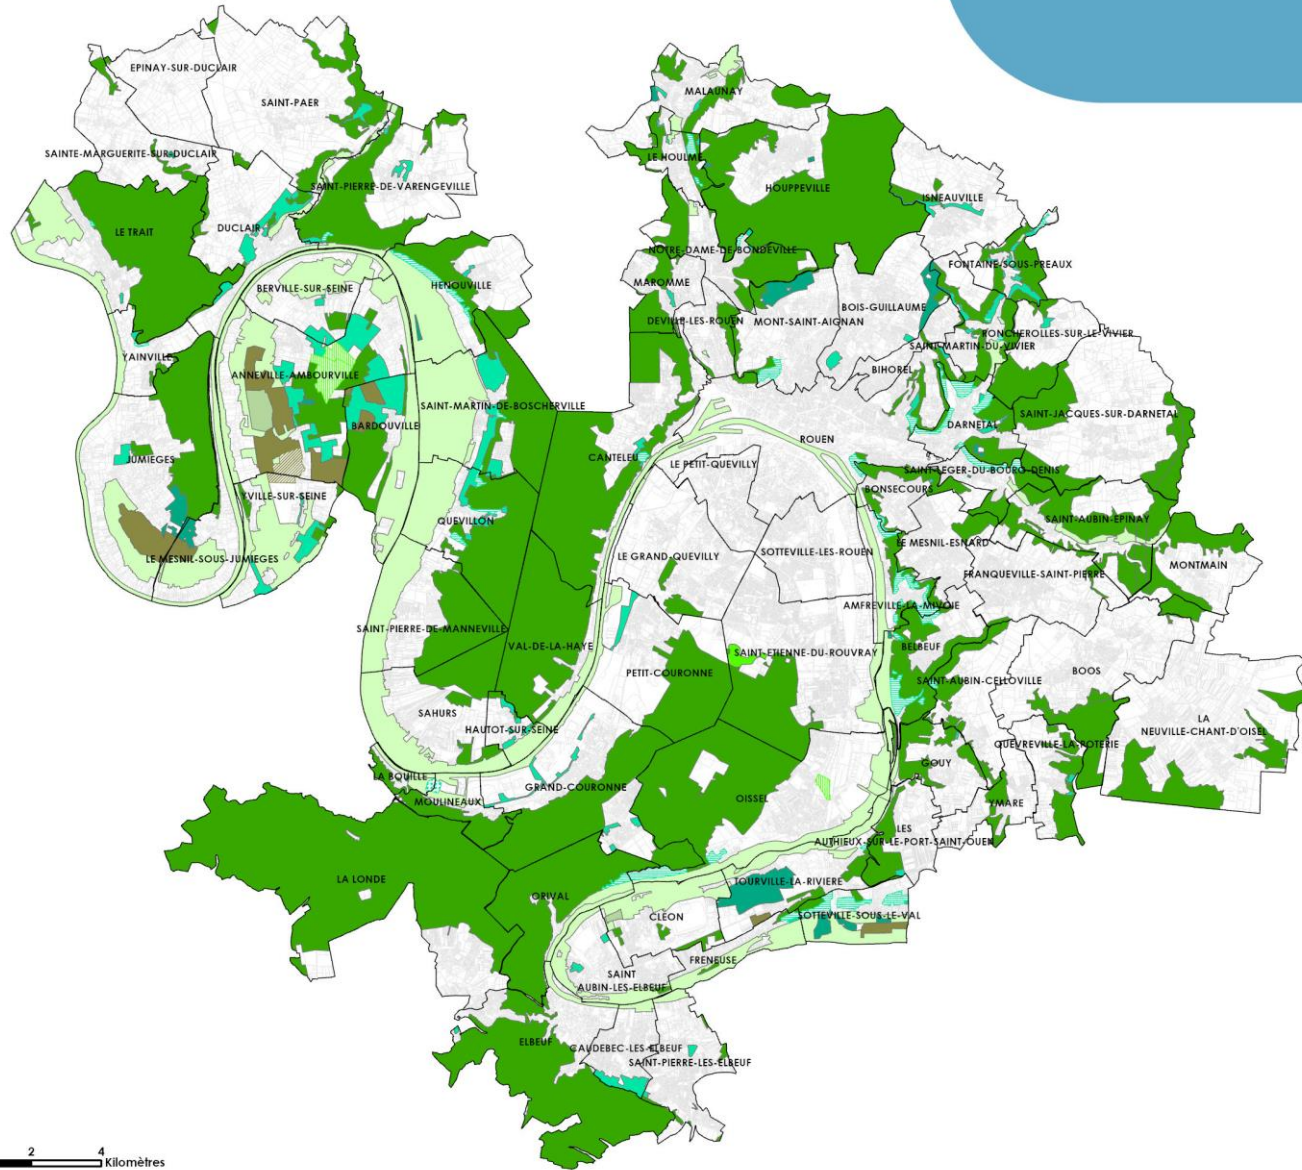 EPINAY-SUR-DUCLAIR
MALAUNAY
SAINT-PAER
SAINTE-MARGUERITE-SUR-DUCLAIR
LE HOULME
SAINT-PIERRE-DE-VARENGEVILLE
HOUPPEVILLE
ISNEAUVILLE
LE TRAIT
DUCLAIR
NOTRE-DAME-DE-BONDEVILLE
FONTAINE-SOUS-PREAUX
MAROMME
HENOUVILLE
BERVILLE-SUR-SEINE
BOIS-GUILLAUME
DEVILLE-LES-ROUEN
MONT-SAINT-AIGNAN
RONCHEROLLES-SUR-LE-VIVIER
SAINT-MARTIN-DU-VIVIER
YAINVILLE
BIHOREL
ANNEVILLE-AMBOURVILLE
SAINT-MARTIN-DE-BOSCHERVILLE
SAINT-JACQUES-SUR-DARNETAL
BARDOUVILLE
DARNETAL
ROUEN
JUMIEGES
CANTELEU
LE PETIT-QUEVILLY
SAINT-LEGER-DU-BOURG-DENIS
BONSECOURS
YVILLE-SUR-SEINE
QUEVILLON
SAINT-AUBIN-EPINAY
LE MESNIL-ESNARD
LE GRAND-QUEVILLY
SOTTEVILLE-LES-ROUEN
LE MESNIL-SOUS-JUMIEGES
MONTMAIN
FRANQUEVILLE-SAINT-PIERRE
AMFREVILLE-LA-MIVOIE
SAINT-PIERRE-DE-MANNEVILLE
VAL-DE-LA-HAYE
BELBEUF
SAINT-ETIENNE-DU-ROUVRAY
PETIT-COURONNE
BOOS
SAINT-AUBIN-CELLOVILLE
SAHURS
LA
NEUVILLE-CHANT-D'OISEL
HAUTOT-SUR-SEINE
QUEVREVILLE-LA-POTERIE
GOUY
LA BOUILLE
GRAND-COURONNE
OISSEL
MOULINEAUX
YMARE
LES
AUTHIEUX-SUR-LE-PORT-SAINT-OUEN
LA LONDE
TOURVILLE-LA-RIVIERE
ORIVAL
CLEON
SOTTEVILLE-SOUS-LE-VAL
FRENEUSE
SAINT
AUBIN-LES-ELBEUF
ELBEUF
CAUDEBEC-LES-ELBEUF
SAINT-PIERRE-LES-ELBEUF
2 4
Kilomètres